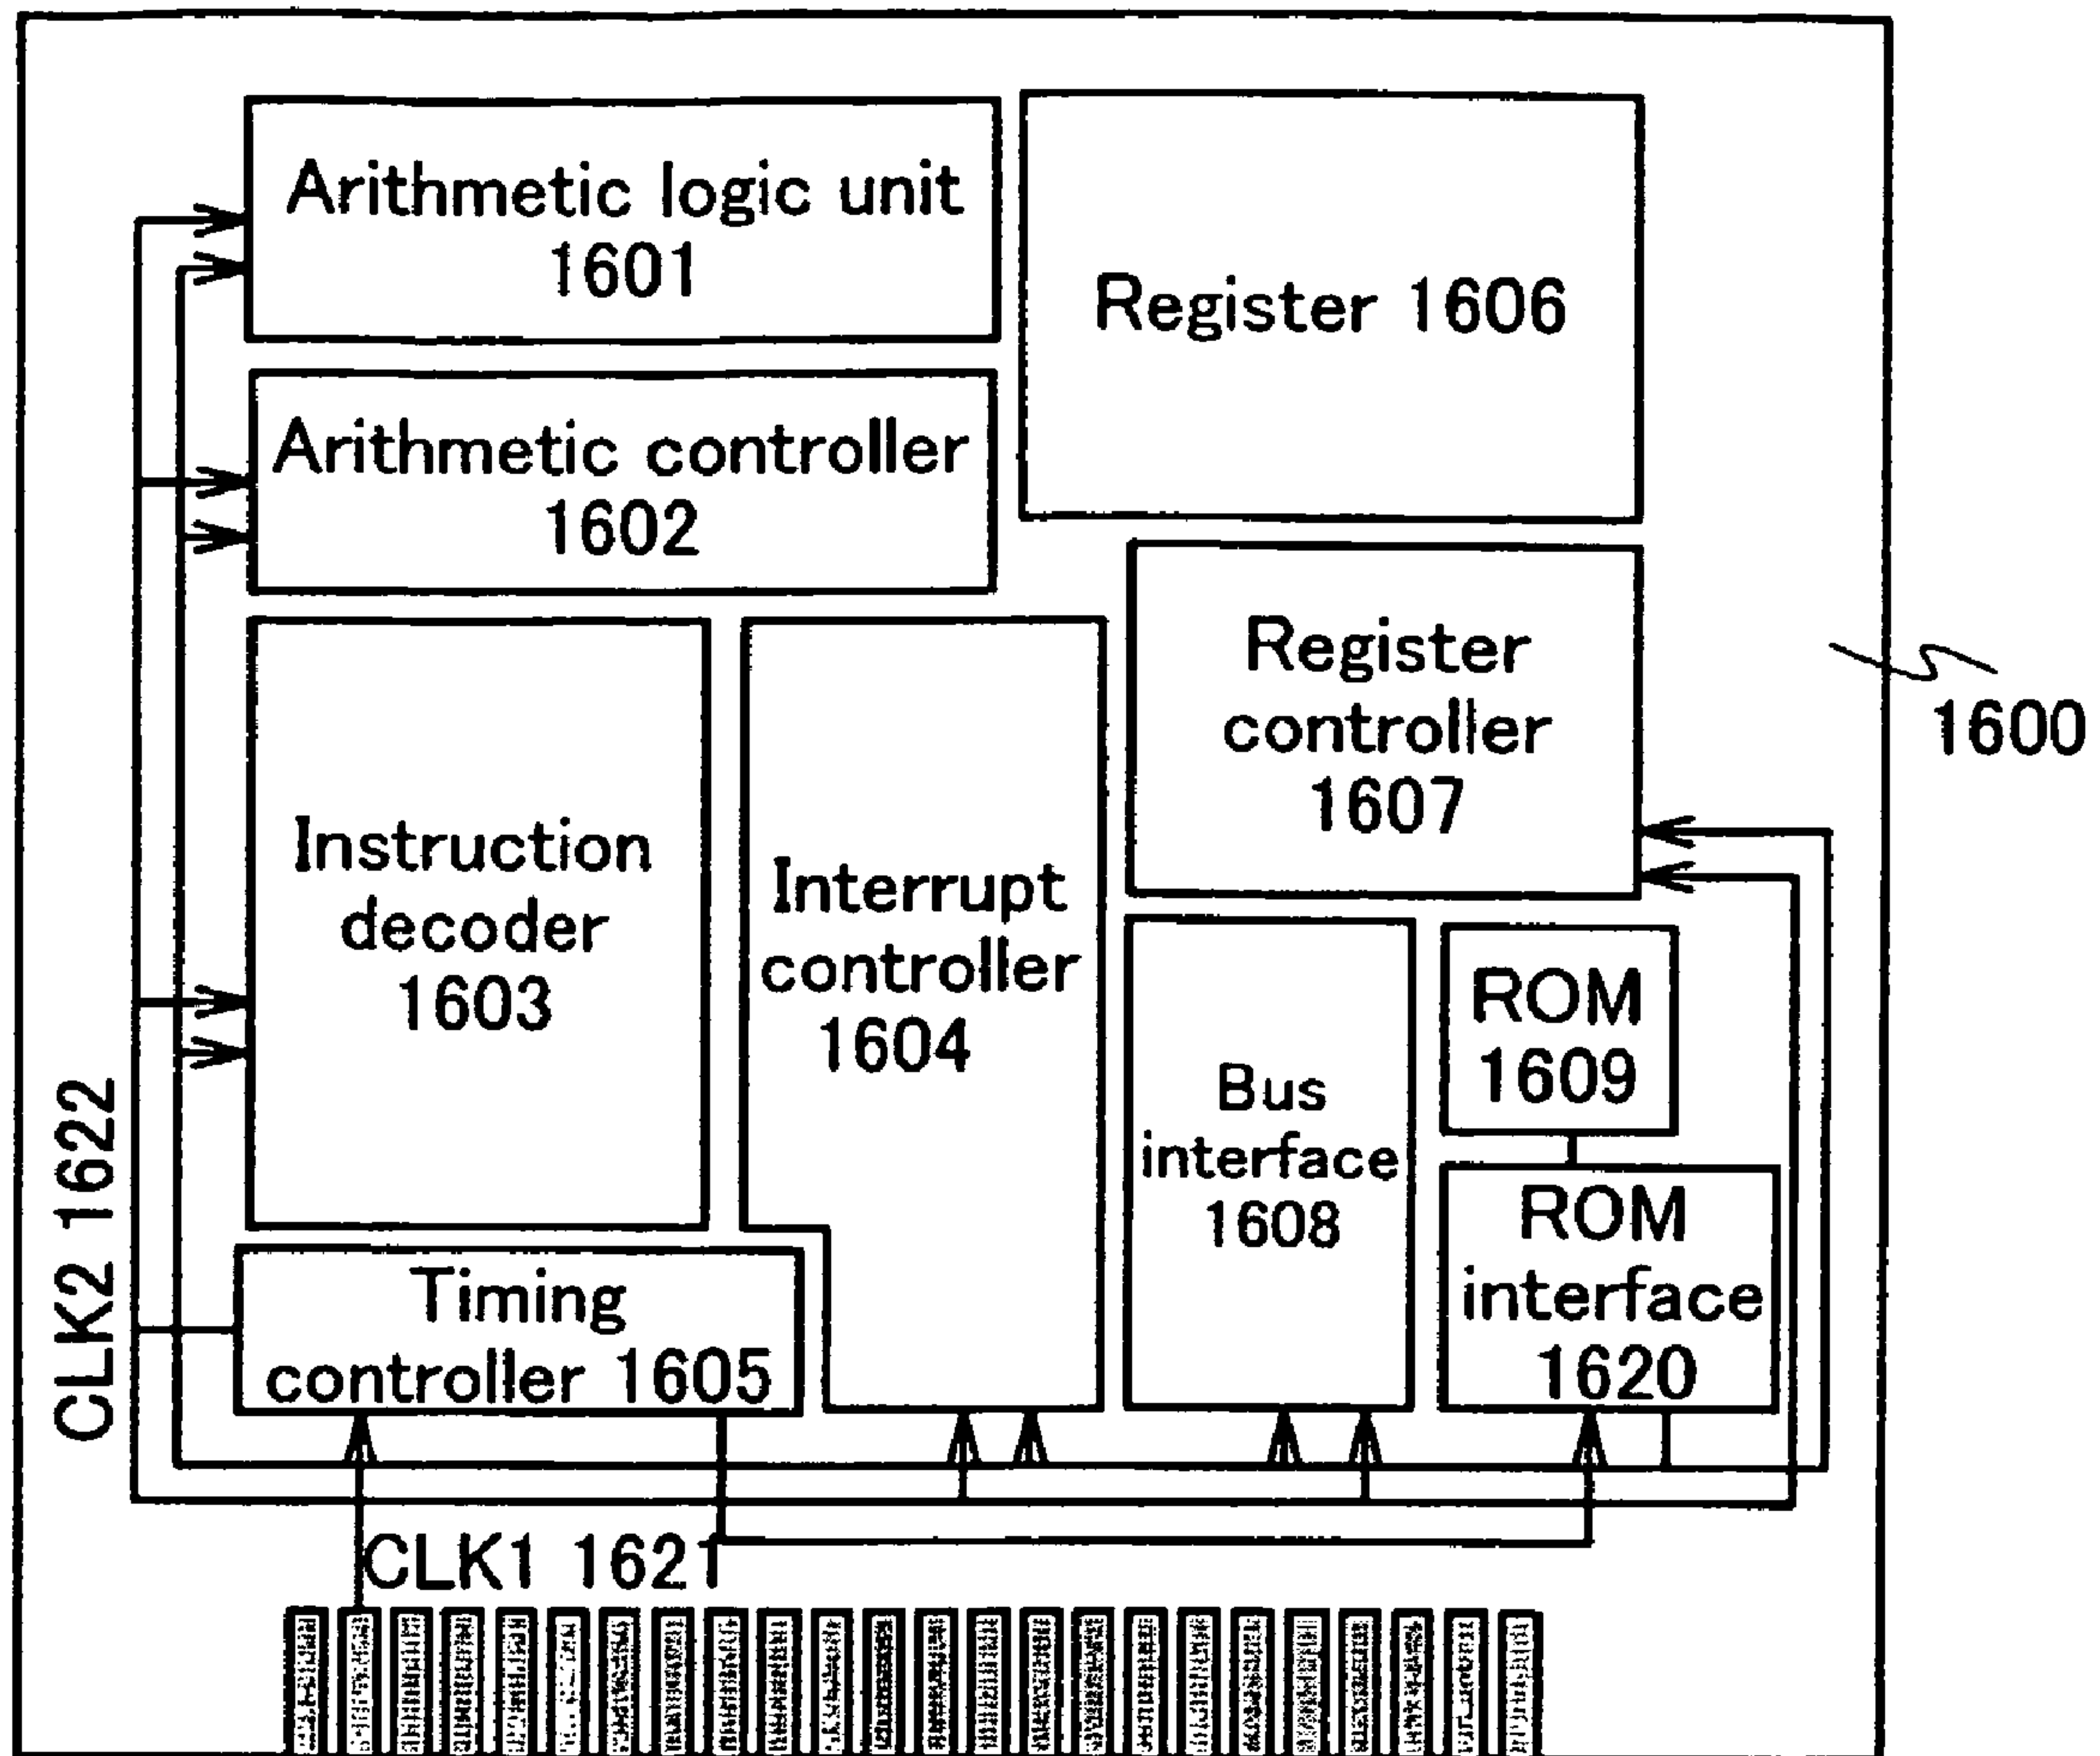 Arithmetic logic unit
1601
Register 1606
Arithmetic controller
1602
Register
controller
1607
1600
Instruction
decoder
1603
Interrupt
controller
1604
Bus
interface
1608
ROM
1609
ROM
interface
1620
CLK2 1622
Timing
controller 1605
CLK1 1621